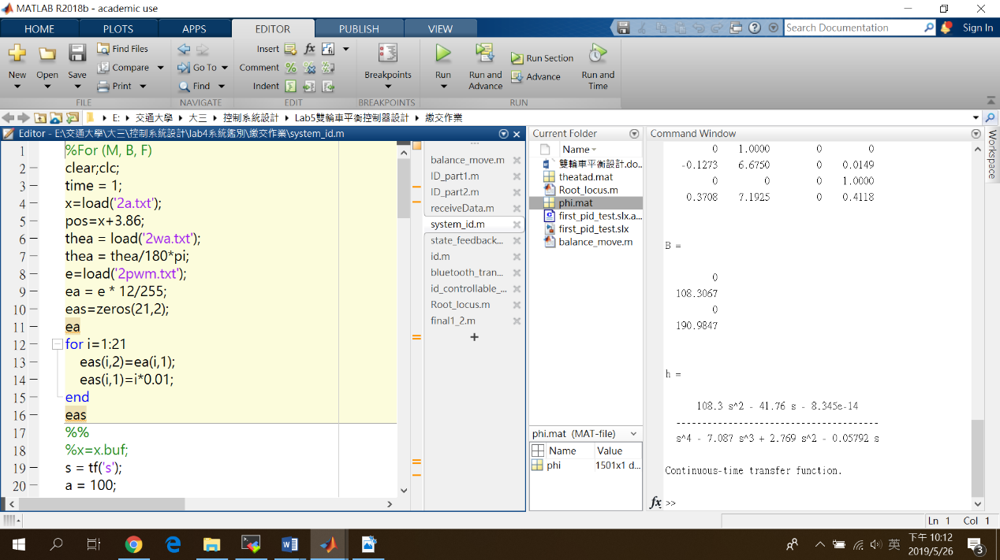 MATLAB R2018b - academic use
HOME PLOTS APPS EDITOR PUBLISH VIEW Search Documentation Sign In
New Open Save Find Files Compare Print
Go To Find
Insert fx Comment Indent
Breakpoints
Run Run and Advance Run Section Advance Run and Time
FILE NAVIGATE EDIT BREAKPOINTS RUN
E: 交通大學 大三 控制系統設計 Lab5雙輪車平衡控制器設計 繳交作業
Editor - E:\交通大學\大三\控制系統設計\lab4系統鑑別\繳交作業\system_id.m
1 %For (M, B, F)
2 clear;clc;
3 time = 1;
4 x=load('2a.txt');
5 pos=x+3.86;
6 thea = load('2wa.txt');
7 thea = thea/180*pi;
8 e=load('2pwm.txt');
9 ea = e * 12/255;
10 eas=zeros(21,2);
11 ea
12 for i=1:21
13 eas(i,2)=ea(i,1);
14 eas(i,1)=i*0.01;
15 end
16 eas
17 %%
18 %x=x.buf;
19 s = tf('s');
20 a = 100;
balance_move.m
ID_part1.m
ID_part2.m
receiveData.m
system_id.m
state_feedback...
id.m
bluetooth_tran...
id_controllable_...
Root_locus.m
final1_2.m
+
Current Folder
Name
雙輪車平衡設計.do...
theatad.mat
Root_locus.m
phi.mat
first_pid_test.slx.a...
first_pid_test.slx
balance_move.m
phi.mat (MAT-file)
Name Value
phi 1501x1 d...
Command Window
0 1.0000 0 0
-0.1273 6.6750 0 0.0149
0 0 0 1.0000
0.3708 7.1925 0 0.4118
B =
0
108.3067
0
190.9847
h =
108.3 s^2 - 41.76 s - 8.345e-14
-----------------------------------
s^4 - 7.087 s^3 + 2.769 s^2 - 0.05792 s
Continuous-time transfer function.
fx >>
Workspace
Ln 1 Col 1
英
下午 10:12
2019/5/26
3